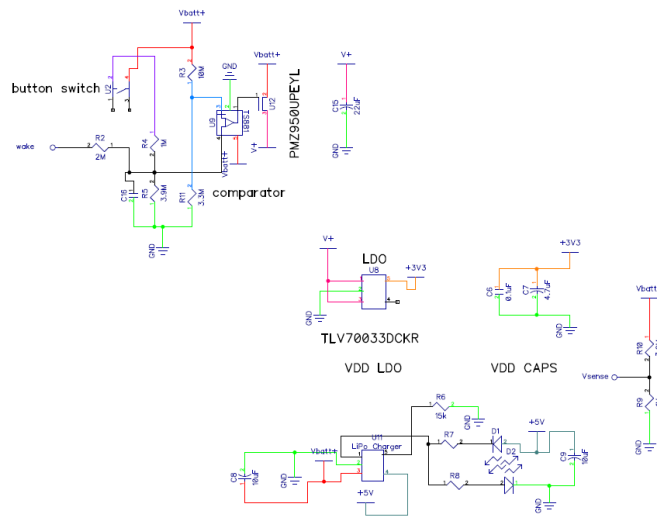 Vbatt+
button switch
U2
R3
10M
GND
Vbatt+
U12
PMZ950UPEYL
V+
C15
22uF
GND
U9
TS881
Vbatt+
V+
wake
R2
2M
R4
1M
C16
R5
3.9M
R11
3.3M
comparator
GND
V+
LDO
U8
+3V3
GND
TLV70033DCKR
VDD LDO
+3V3
C6
0.1uF
C7
4.7uF
GND
VDD CAPS
Vbatt
R10
Vsense
R9
GND
R6
15k
GND
U11
LiPo Charger
Vbatt+
C8
10uF
GND
+5V
R7
D1
D2
R8
+5V
C9
10uF
GND